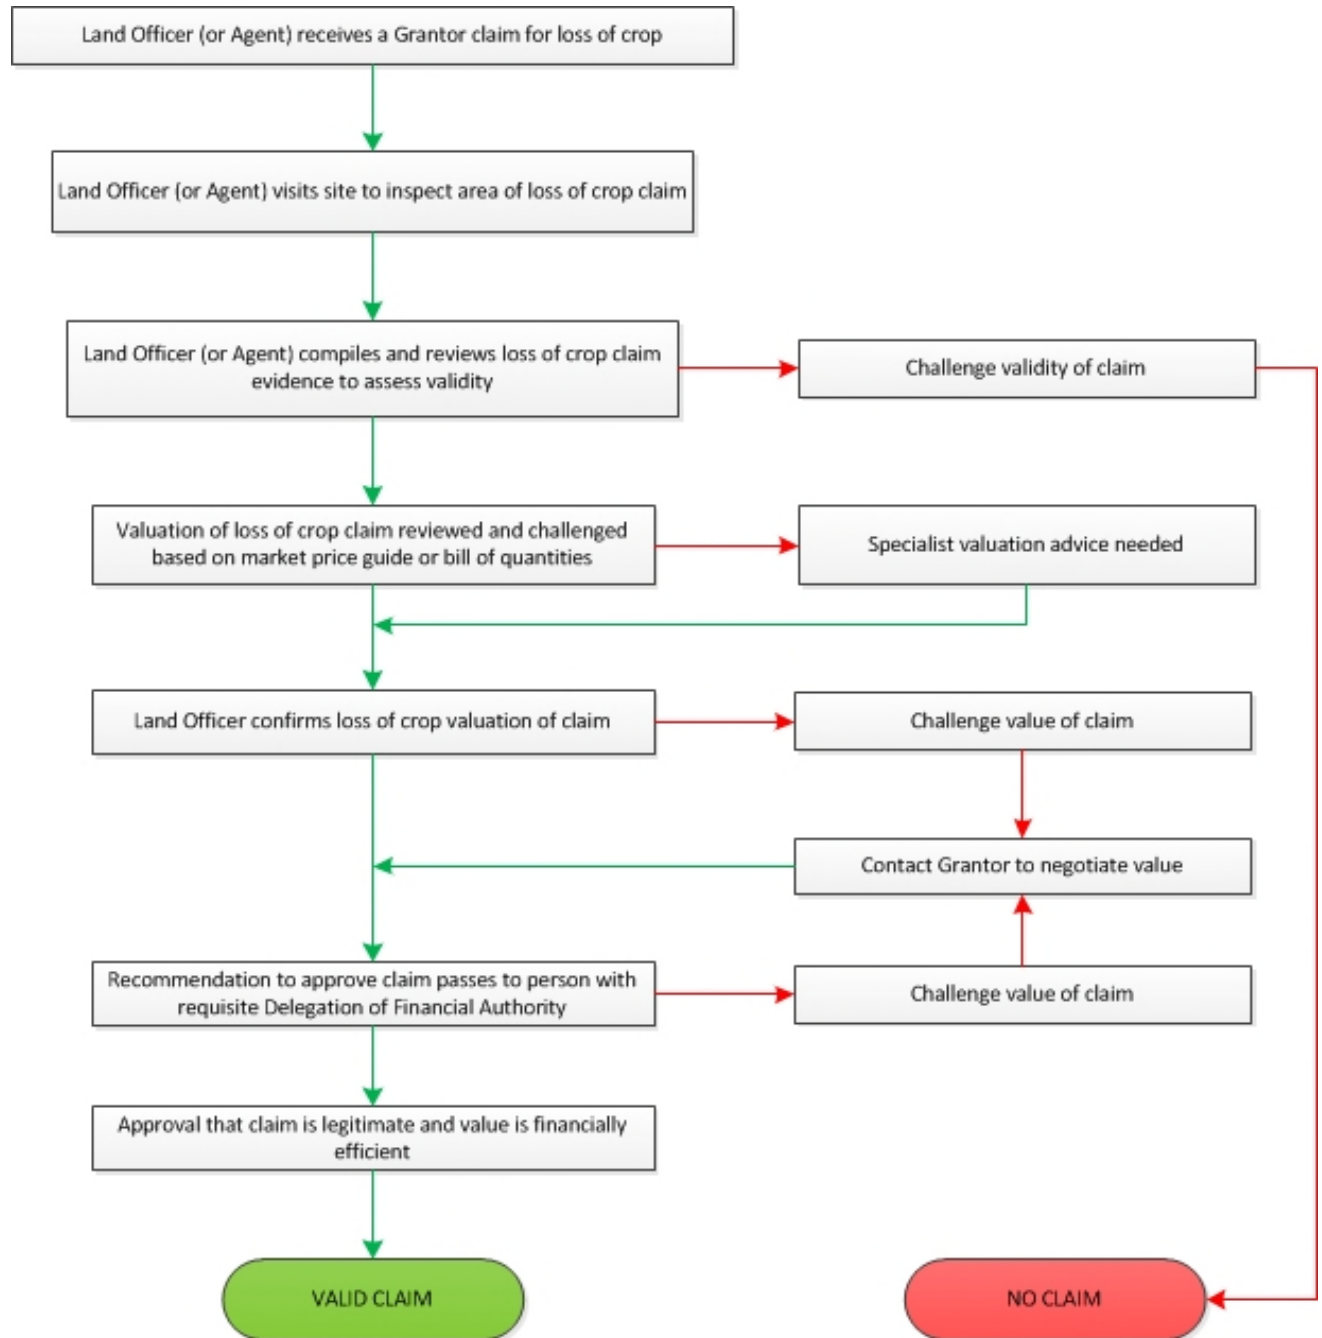 Land Officer (or Agent) receives a Grantor claim for loss of crop
Land Officer (or Agent) visits site to inspect area of loss of crop claim
Land Officer (or Agent) compiles and reviews loss of crop claim
evidence to assess validity
Challenge validity of claim
Valuation of loss of crop claim reviewed and challenged
based on market price guide or bill of quantities
Specialist valuation advice needed
Land Officer confirms loss of crop valuation of claim
Challenge value of claim
Contact Grantor to negotiate value
Recommendation to approve claim passes to person with
requisite Delegation of Financial Authority
Challenge value of claim
Approval that claim is legitimate and value is financially
efficient
VALID CLAIM
NO CLAIM